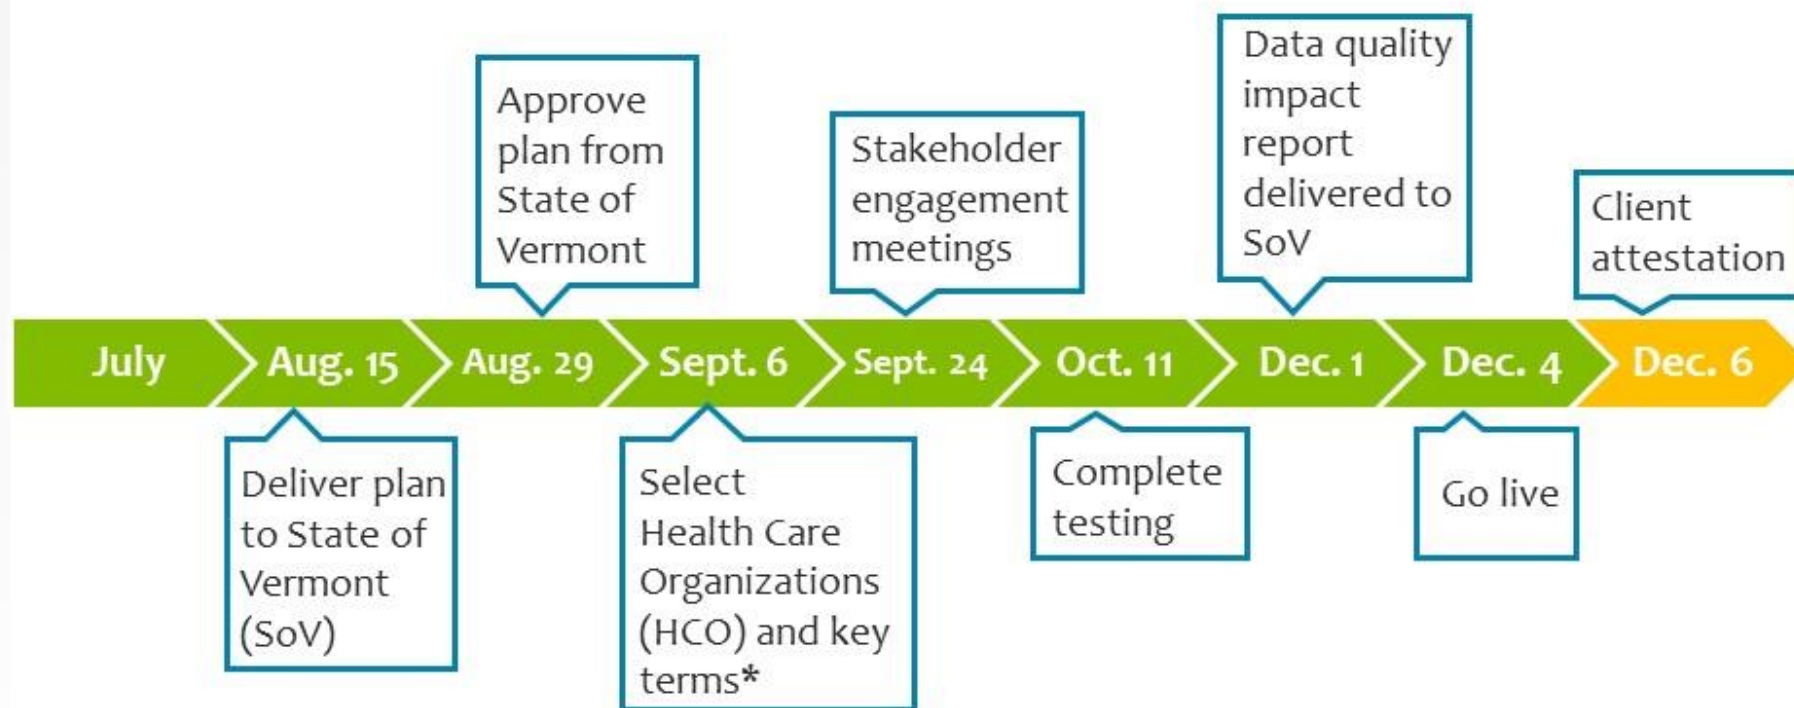 Approve
plan from
State of
Vermont
Stakeholder
engagement
meetings
Data quality
impact
report
delivered to
SoV
Client
attestation
July
Aug. 15
Aug. 29
Sept. 6
Sept. 24
Oct. 11
Dec. 1
Dec. 4
Dec. 6
Deliver plan
to State of
Vermont
(SoV)
Select
Health Care
Organizations
(HCO) and key
terms*
Complete
testing
Go live